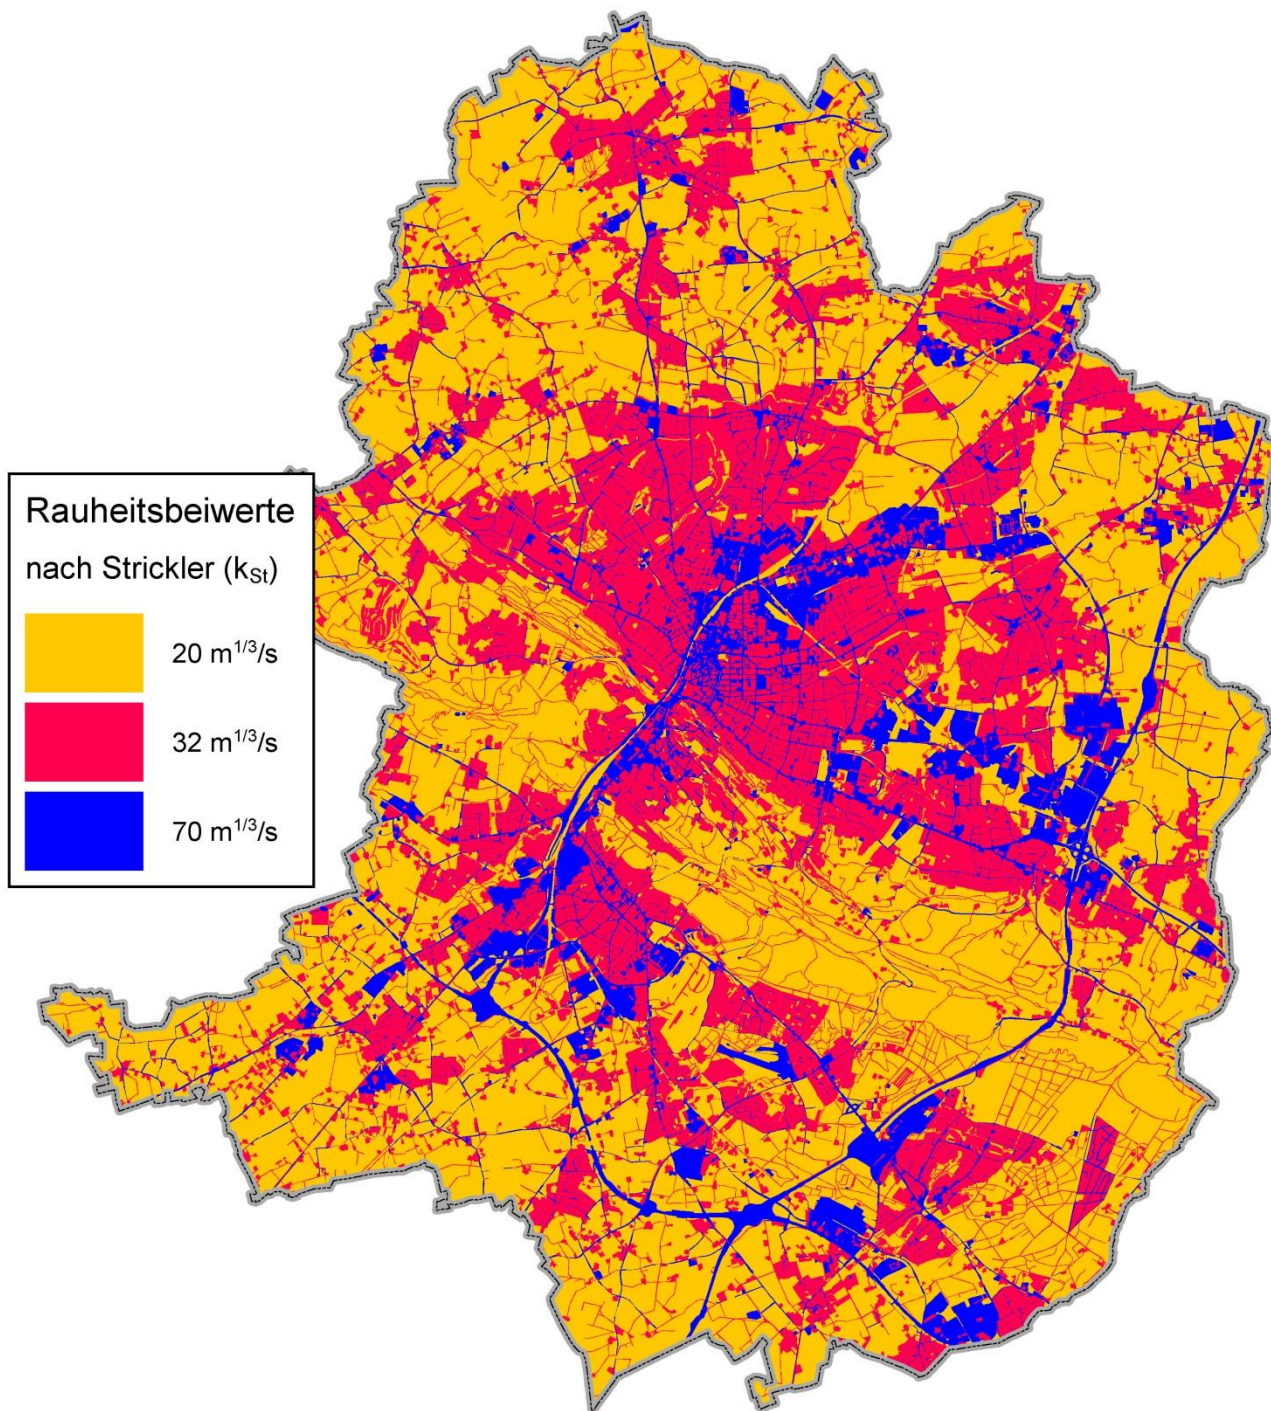 Rauheitsbeiwerte
nach Strickler (kSt)
20 m1/3/s
32 m1/3/s
70 m1/3/s